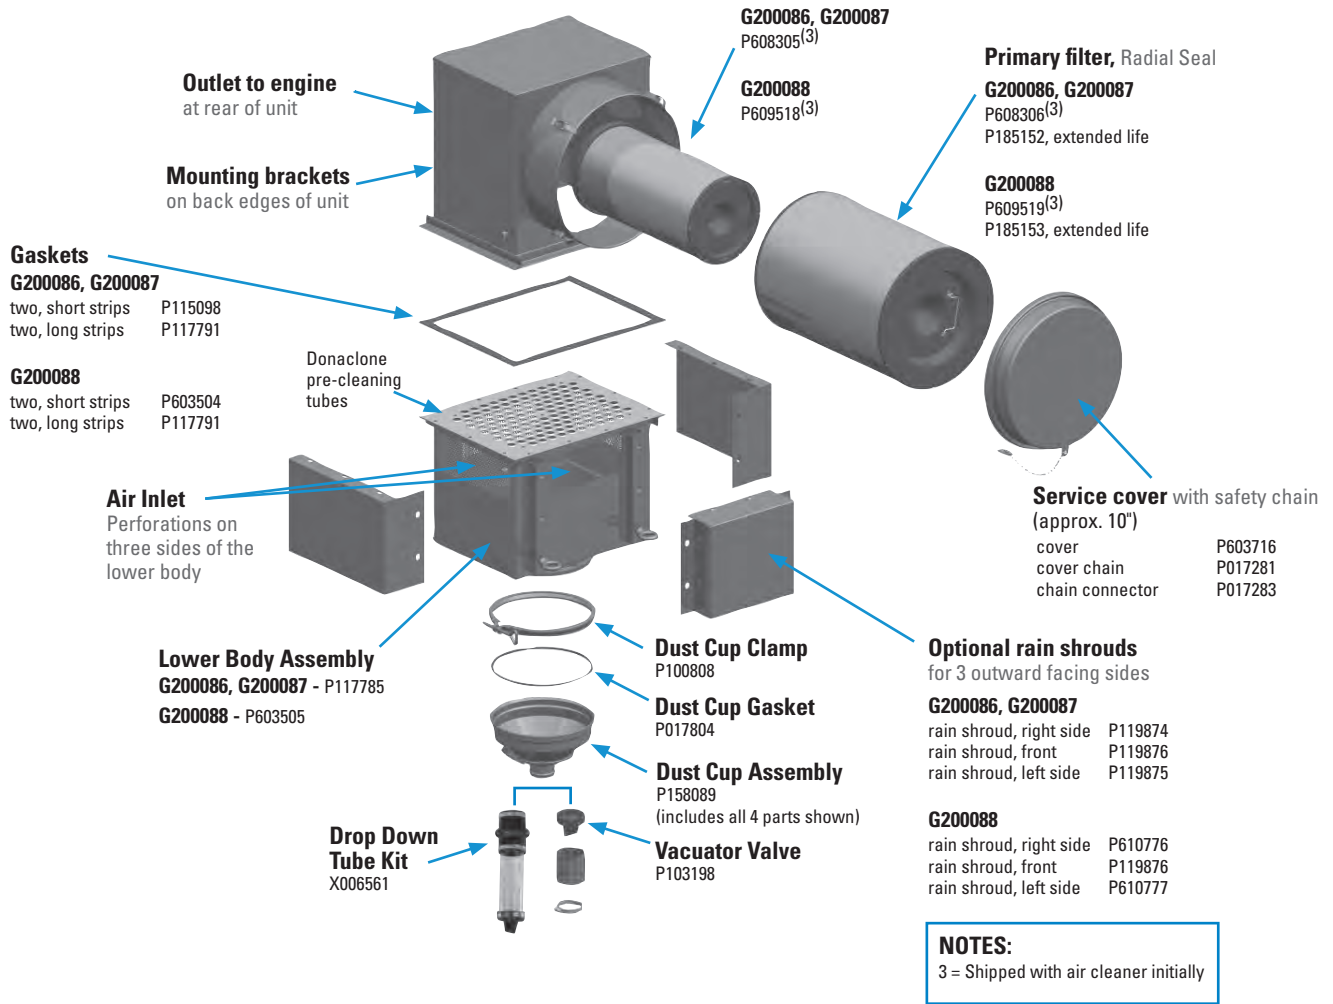 G200086, G200087
P608305(3)
G200088
P609518(3)
Primary filter, Radial Seal
G200086, G200087
P608306(3)
P185152, extended life
G200088
P609519(3)
P185153, extended life
Outlet to engine
at rear of unit
Mounting brackets
on back edges of unit
Gaskets
G200086, G200087
two, short strips P115098
two, long strips P117791
G200088
two, short strips P603504
two, long strips P117791
Donaclone
pre-cleaning
tubes
Air Inlet
Perforations on
three sides of the
lower body
Service cover with safety chain
(approx. 10")
cover P603716
cover chain P017281
chain connector P017283
Lower Body Assembly
G200086, G200087 - P117785
G200088 - P603505
Dust Cup Clamp
P100808
Dust Cup Gasket
P017804
Dust Cup Assembly
P158089
(includes all 4 parts shown)
Drop Down
Tube Kit
X006561
Vacuator Valve
P103198
Optional rain shrouds
for 3 outward facing sides
G200086, G200087
rain shroud, right side P119874
rain shroud, front P119876
rain shroud, left side P119875
G200088
rain shroud, right side P610776
rain shroud, front P119876
rain shroud, left side P610777
NOTES:
3 = Shipped with air cleaner initially